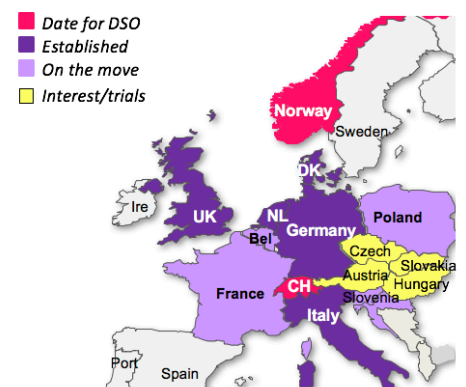 Date for DSO
Established
On the move
Interest/trials
Norway
Sweden
DK
Ire
UK
NL
Poland
Bel
Germany
Czech
Slovakia
Austria
Hungary
CH
France
Slovenia
Italy
Port
Spain